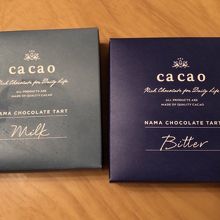 cacao
Rich Chocolate for Daily Life
ALL PRODUCTS ARE
MADE OF QUALITY CACAO
NAMA CHOCOLATE TART
Milk
cacao
Rich Chocolate for Daily Life
ALL PRODUCTS ARE
MADE OF QUALITY CACAO
NAMA CHOCOLATE TART
Bitter